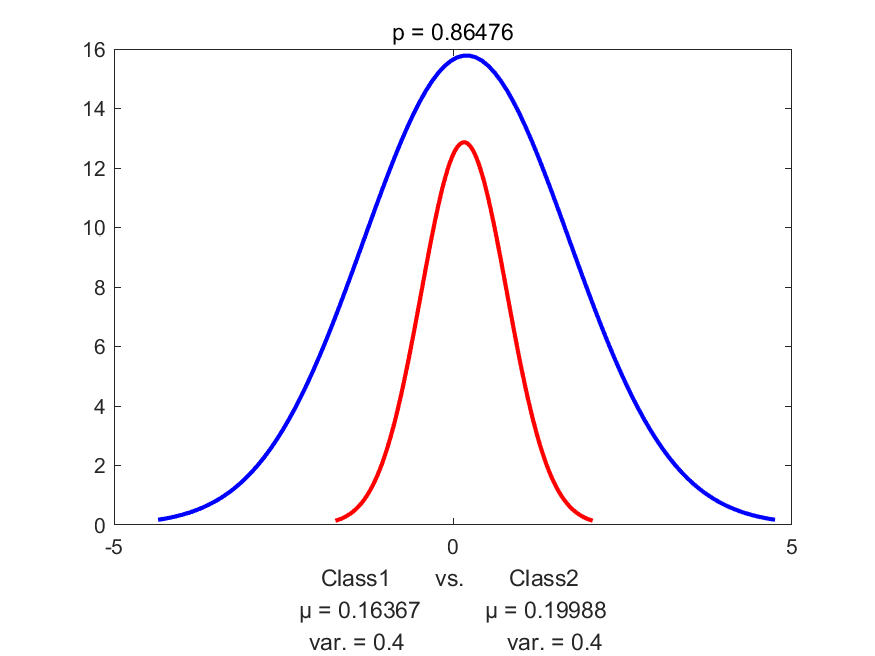 p = 0.86476
16
14
12
10
8
6
4
2
0
-5 0 5
Class1 vs. Class2
μ = 0.16367 μ = 0.19988
var. = 0.4 var. = 0.4